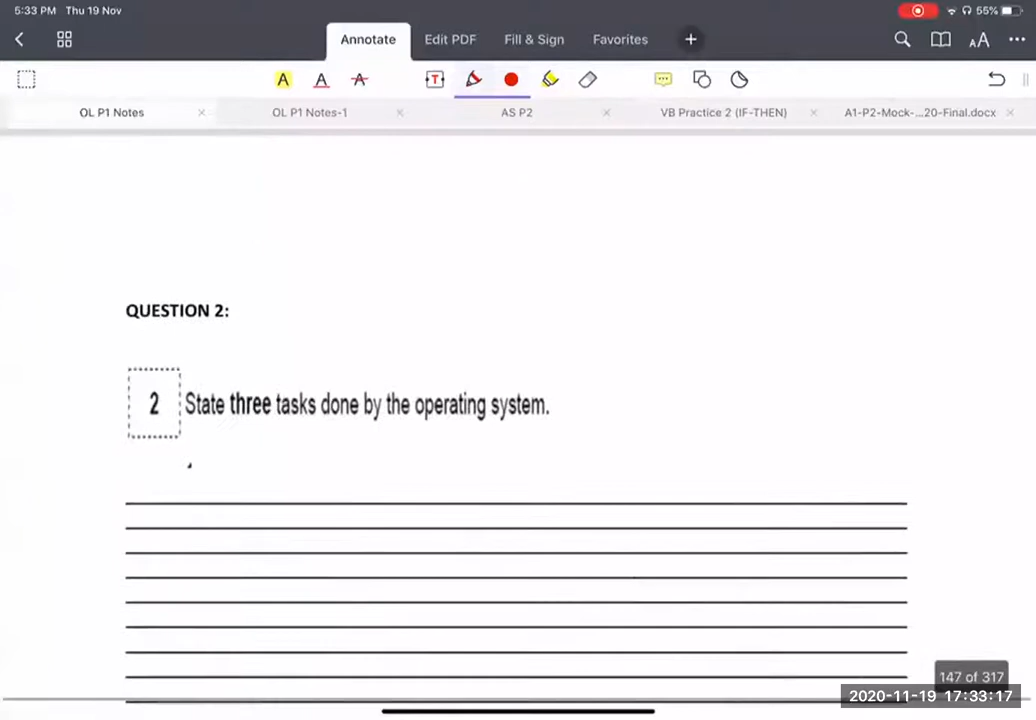 5:33 PM Thu 19 Nov 55%
Annotate Edit PDF Fill & Sign Favorites
A A A T AA
OL P1 Notes OL P1 Notes-1 AS P2 VB Practice 2 (IF-THEN) A1-P2-Mock-...20-Final.docx
QUESTION 2:
2 State three tasks done by the operating system.
147 of 317
2020-11-19 17:33:17